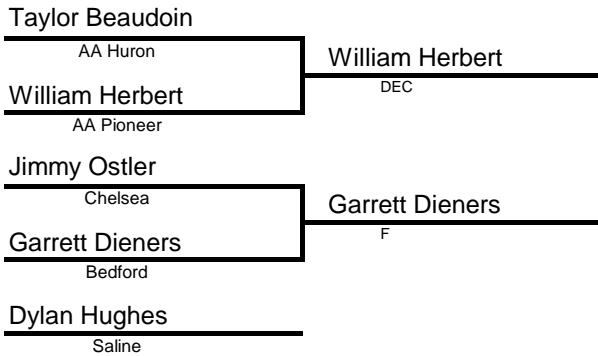 Taylor Beaudoin
AA Huron
William Herbert
DEC
William Herbert
AA Pioneer
Jimmy Ostler
Chelsea
Garrett Dieners
F
Garrett Dieners
Bedford
Dylan Hughes
Saline